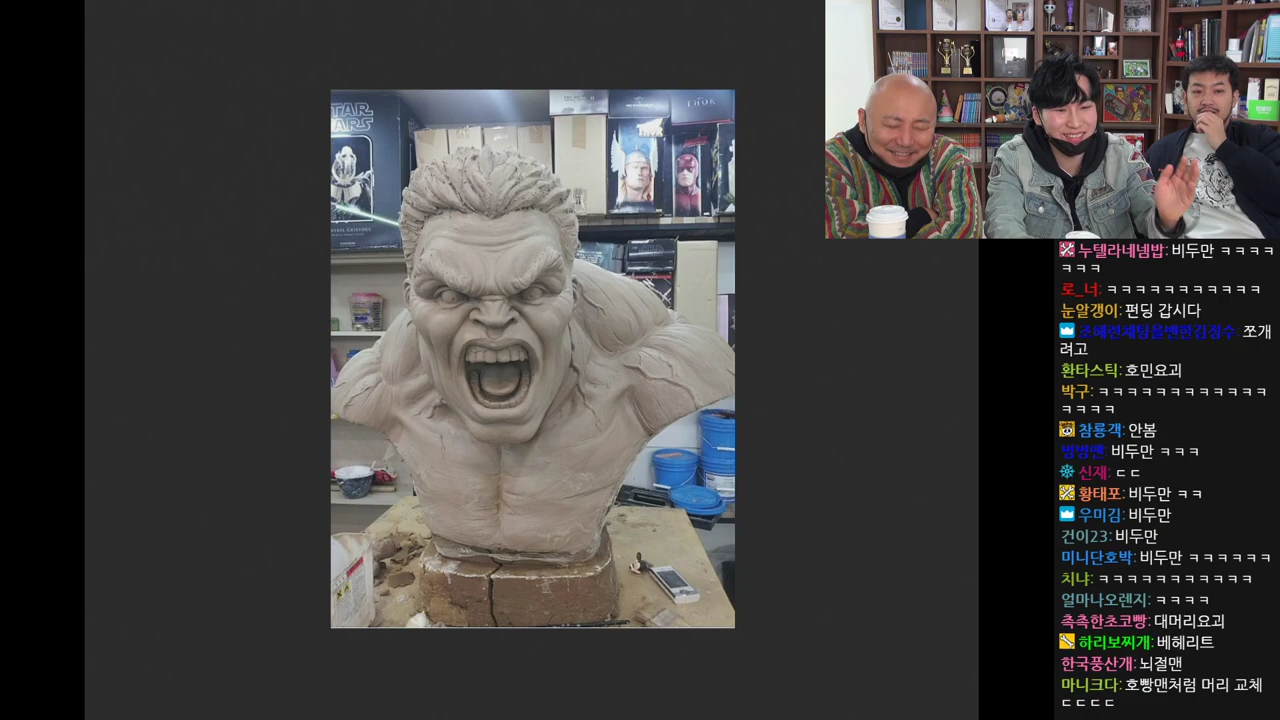 STAR
WARS
THOR
THOR
누텔라네넴밥: 비두만 ㅋㅋㅋㅋ
ㅋㅋㅋ
로_너: ㅋㅋㅋㅋㅋㅋㅋㅋㅋㅋㅋ
눈알갱이: 펀딩 갑시다
쪼개
려고
환타스틱: 호민요괴
박구: ㅋㅋㅋㅋㅋㅋㅋㅋㅋㅋㅋㅋ
ㅋㅋㅋㅋ
참룡객: 안봄
비두만 ㅋㅋㅋ
신재: ㄷㄷ
황태포: 비두만 ㅋㅋ
우미김: 비두만
건이23: 비두만
미니단호박: 비두만 ㅋㅋㅋㅋㅋㅋ
치냐: ㅋㅋㅋㅋㅋㅋㅋㅋㅋㅋㅋ
얼마나오렌지: ㅋㅋㅋㅋ
촉촉한초코빵: 대머리요괴
하리보찌개: 베헤리트
한국풍산개: 뇌절맨
마니크다: 호빵맨처럼 머리 교체
ㄷㄷㄷㄷ